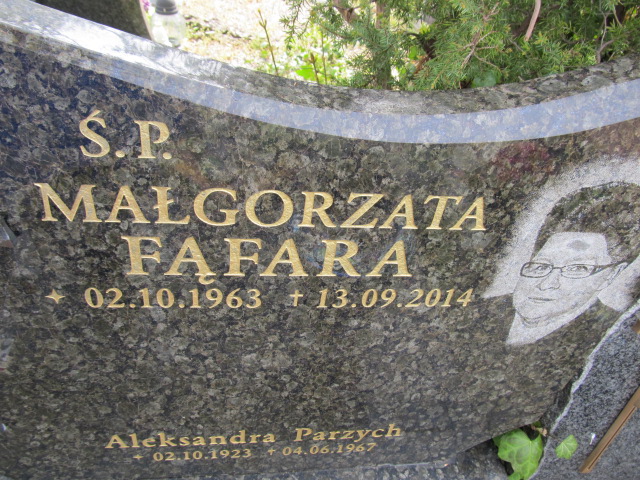 Ś.P.
MAŁGORZATA
FĄFARA
✦ 02.10.1963 ✝ 13.09.2014
Aleksandra Parzych
✦ 02.10.1923 ✝ 04.06.1967